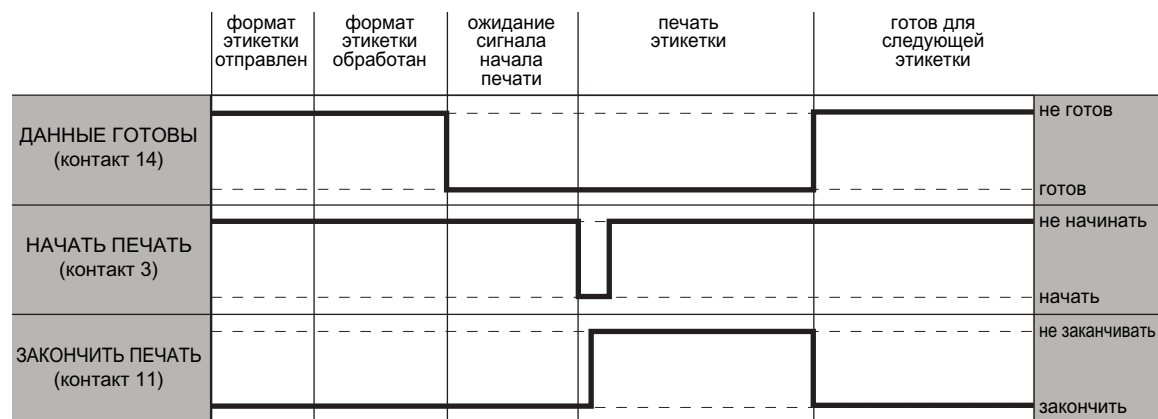 формат
этикетки
отправлен
формат
этикетки
обработан
ожидание
сигнала
начала
печати
печать
этикетки
готов для
следующей
этикетки
ДАННЫЕ ГОТОВЫ
(контакт 14)
не готов
готов
НАЧАТЬ ПЕЧАТЬ
(контакт 3)
не начинать
начать
ЗАКОНЧИТЬ ПЕЧАТЬ
(контакт 11)
не заканчивать
закончить